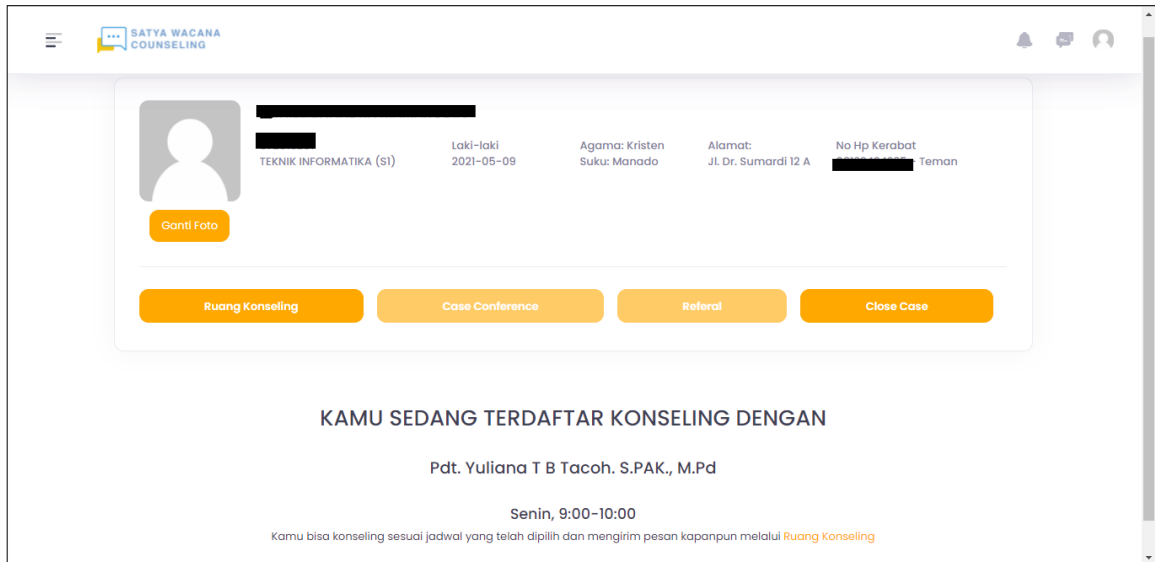 SATYA WACANA
COUNSELING
TEKNIK INFORMATIKA (S1)
Laki-laki
2021-05-09
Agama: Kristen
Suku: Manado
Alamat:
Jl. Dr. Sumardi 12 A
No Hp Kerabat
- Teman
Ganti Foto
Ruang Konseling
Case Conference
Referal
Close Case
KAMU SEDANG TERDAFTAR KONSELING DENGAN
Pdt. Yuliana T B Tacoh. S.PAK., M.Pd
Senin, 9:00-10:00
Kamu bisa konseling sesuai jadwal yang telah dipilih dan mengirim pesan kapanpun melalui Ruang Konseling